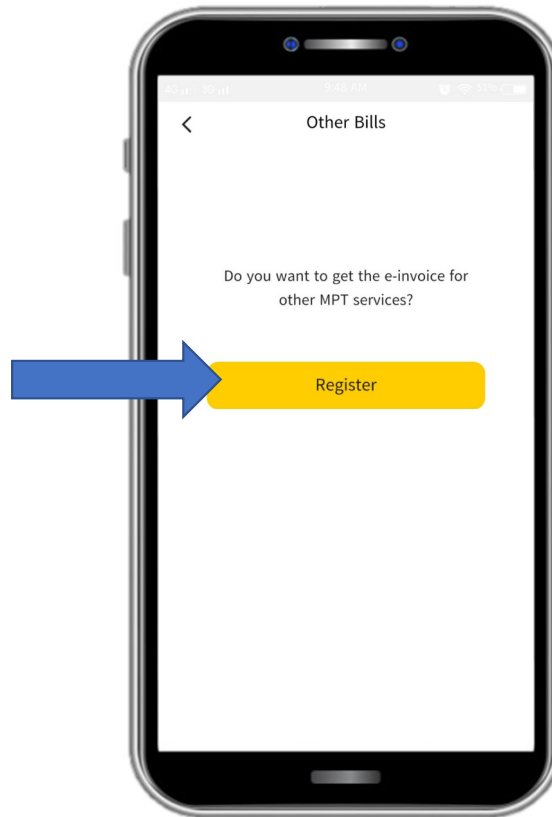 9:48 AM
Other Bills
Do you want to get the e-invoice for
other MPT services?
Register